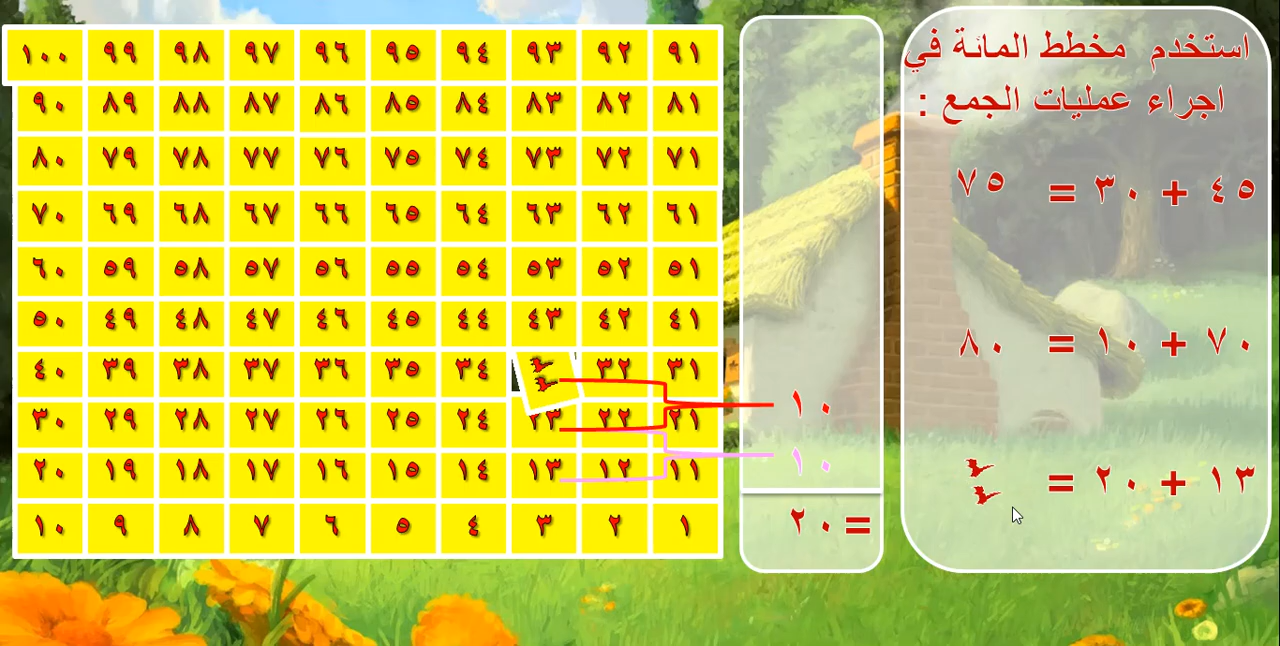 استخدم مخطط المائة في
اجراء عمليات الجمع :
٤٥ + ٣٠ = ٧٥
٧٠ + ١٠ = ٨٠
١٣ + ٢٠ = ٣٣
١٠
١٠
=٢٠
٩١ ٩٢ ٩٣ ٩٤ ٩٥ ٩٦ ٩٧ ٩٨ ٩٩ ١٠٠
٨١ ٨٢ ٨٣ ٨٤ ٨٥ ٨٦ ٨٧ ٨٨ ٨٩ ٩٠
٧١ ٧٢ ٧٣ ٧٤ ٧٥ ٧٦ ٧٧ ٧٨ ٧٩ ٨٠
٦١ ٦٢ ٦٣ ٦٤ ٦٥ ٦٦ ٦٧ ٦٨ ٦٩ ٧٠
٥١ ٥٢ ٥٣ ٥٤ ٥٥ ٥٦ ٥٧ ٥٨ ٥٩ ٦٠
٤١ ٤٢ ٤٣ ٤٤ ٤٥ ٤٦ ٤٧ ٤٨ ٤٩ ٥٠
٣١ ٣٢ ٣٣ ٣٤ ٣٥ ٣٦ ٣٧ ٣٨ ٣٩ ٤٠
٢١ ٢٢ ٢٣ ٢٤ ٢٥ ٢٦ ٢٧ ٢٨ ٢٩ ٣٠
١١ ١٢ ١٣ ١٤ ١٥ ١٦ ١٧ ١٨ ١٩ ٢٠
١ ٢ ٣ ٤ ٥ ٦ ٧ ٨ ٩ ١٠